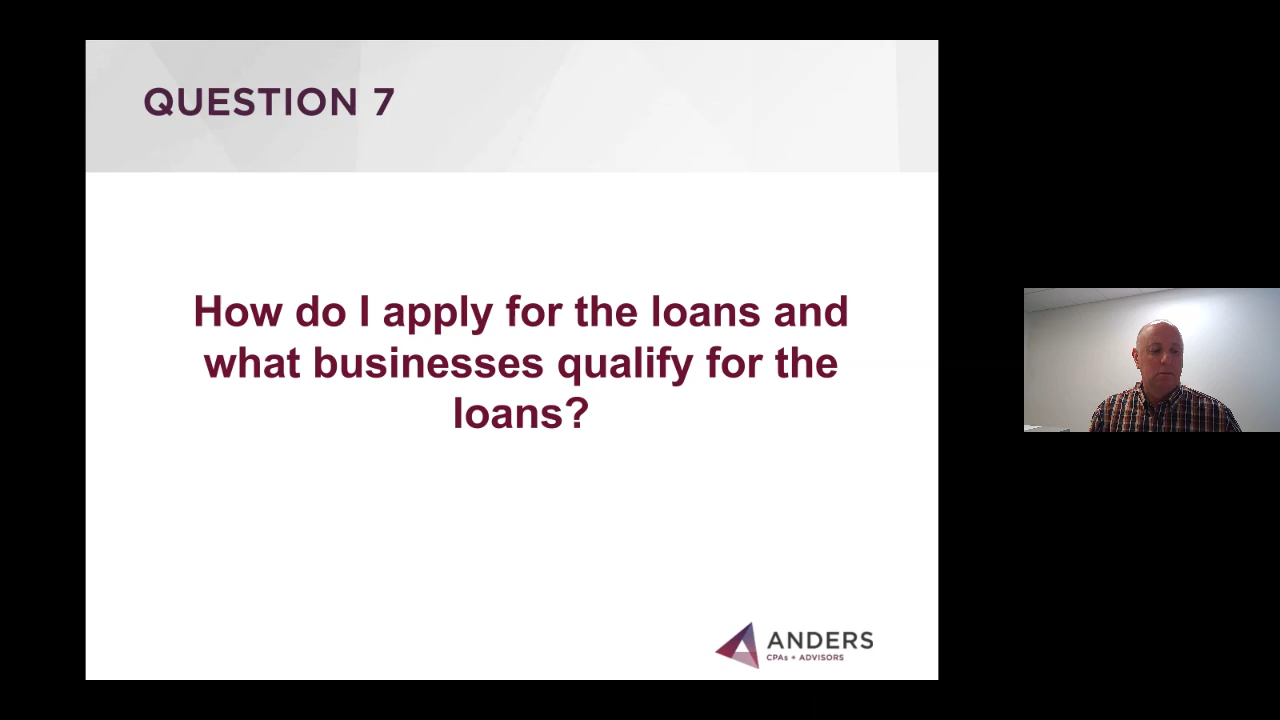 QUESTION 7
How do I apply for the loans and
what businesses qualify for the
loans?
ANDERS
CPAs + ADVISORS